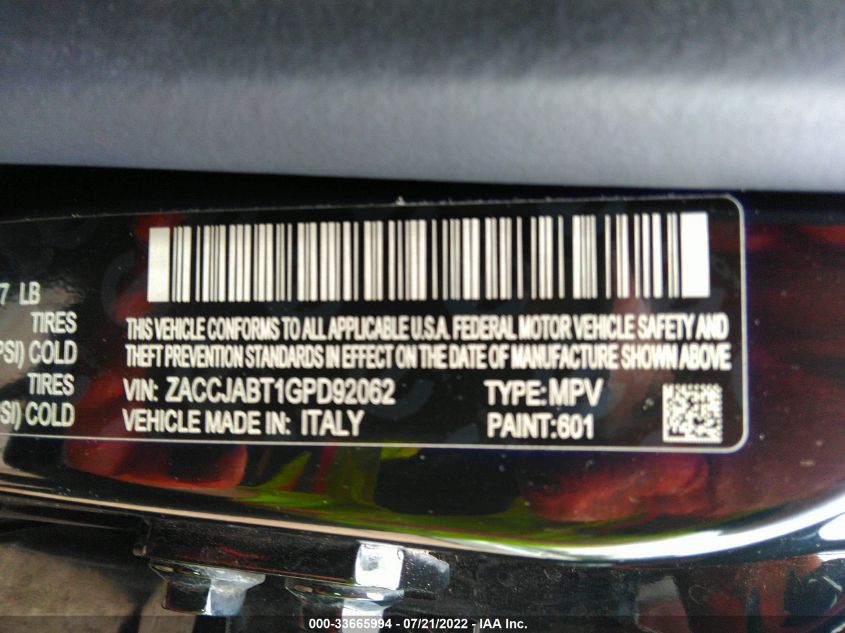 7 LB
TIRES
PSI) COLD
TIRES
SI) COLD
THIS VEHICLE CONFORMS TO ALL APPLICABLE U.S.A. FEDERAL MOTOR VEHICLE SAFETY AND
THEFT PREVENTION STANDARDS IN EFFECT ON THE DATE OF MANUFACTURE SHOWN ABOVE
VIN: ZACCJABT1GPD92062 TYPE: MPV
VEHICLE MADE IN: ITALY PAINT:601
000-33665994 / 07/21/2022 - IAA Inc.